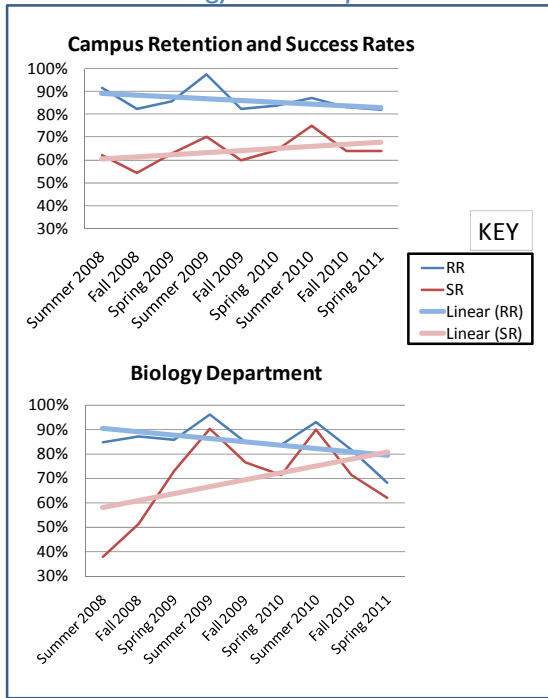 Campus Retention and Success Rates
100%
90%
80%
70%
60%
50%
40%
30%
Summer 2008
Fall 2008
Spring 2009
Summer 2009
Fall 2009
Spring 2010
Summer 2010
Fall 2010
Spring 2011
KEY
RR
SR
Linear (RR)
Linear (SR)
Biology Department
100%
90%
80%
70%
60%
50%
40%
30%
Summer 2008
Fall 2008
Spring 2009
Summer 2009
Fall 2009
Spring 2010
Summer 2010
Fall 2010
Spring 2011